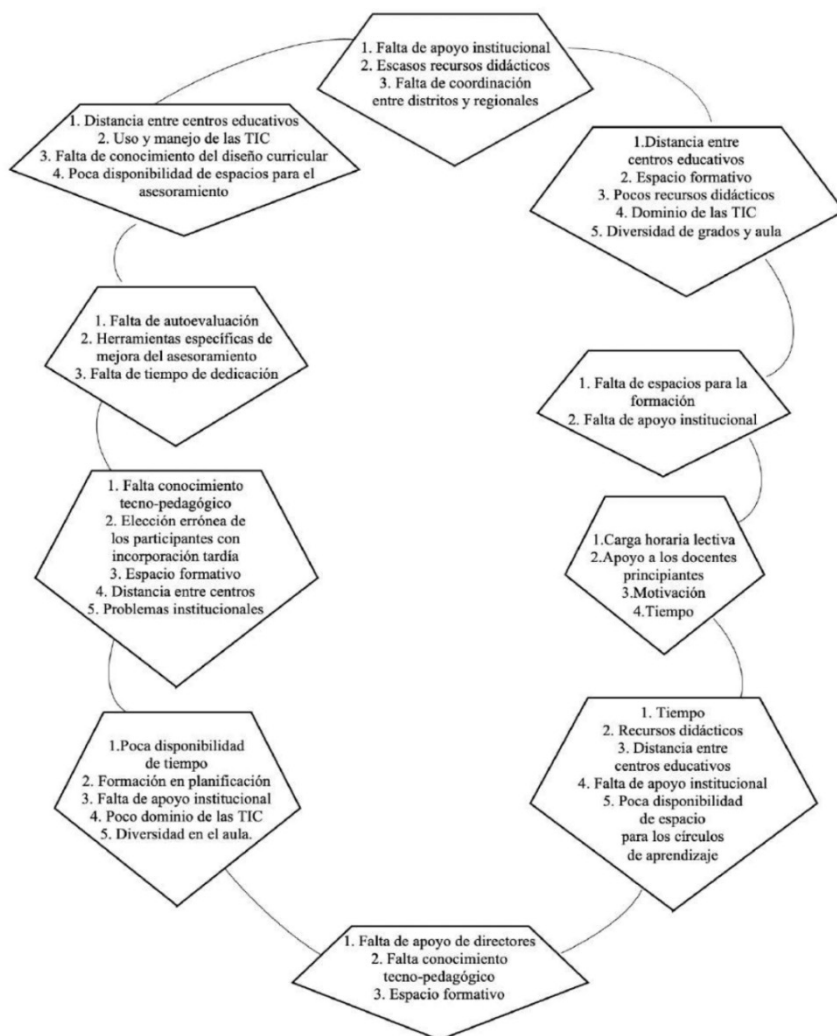 1. Falta de apoyo institucional
2. Escasos recursos didácticos
3. Falta de coordinación
entre distritos y regionales
1.Distancia entre
centros educativos
2. Espacio formativo
3. Pocos recursos didácticos
4. Dominio de las TIC
5. Diversidad de grados y aula
1. Falta de espacios para la
formación
2. Falta de apoyo institucional
1.Carga horaria lectiva
2.Apoyo a los docentes
principiantes
3.Motivación
4.Tiempo
1. Tiempo
2. Recursos didácticos
3. Distancia entre
centros educativos
4. Falta de apoyo institucional
5. Poca disponibilidad
de espacio
para los círculos
de aprendizaje
1. Falta de apoyo de directores
2. Falta conocimiento
tecno-pedagógico
3. Espacio formativo
1.Poca disponibilidad
de tiempo
2. Formación en planificación
3. Falta de apoyo institucional
4. Poco dominio de las TIC
5. Diversidad en el aula.
1. Falta conocimiento
tecno-pedagógico
2. Elección errónea de
los participantes con
incorporación tardía
3. Espacio formativo
4. Distancia entre centros
5. Problemas institucionales
1. Falta de autoevaluación
2. Herramientas específicas de
mejora del asesoramiento
3. Falta de tiempo de dedicación
1. Distancia entre centros educativos
2. Uso y manejo de las TIC
3. Falta de conocimiento del diseño curricular
4. Poca disponibilidad de espacios para el
asesoramiento